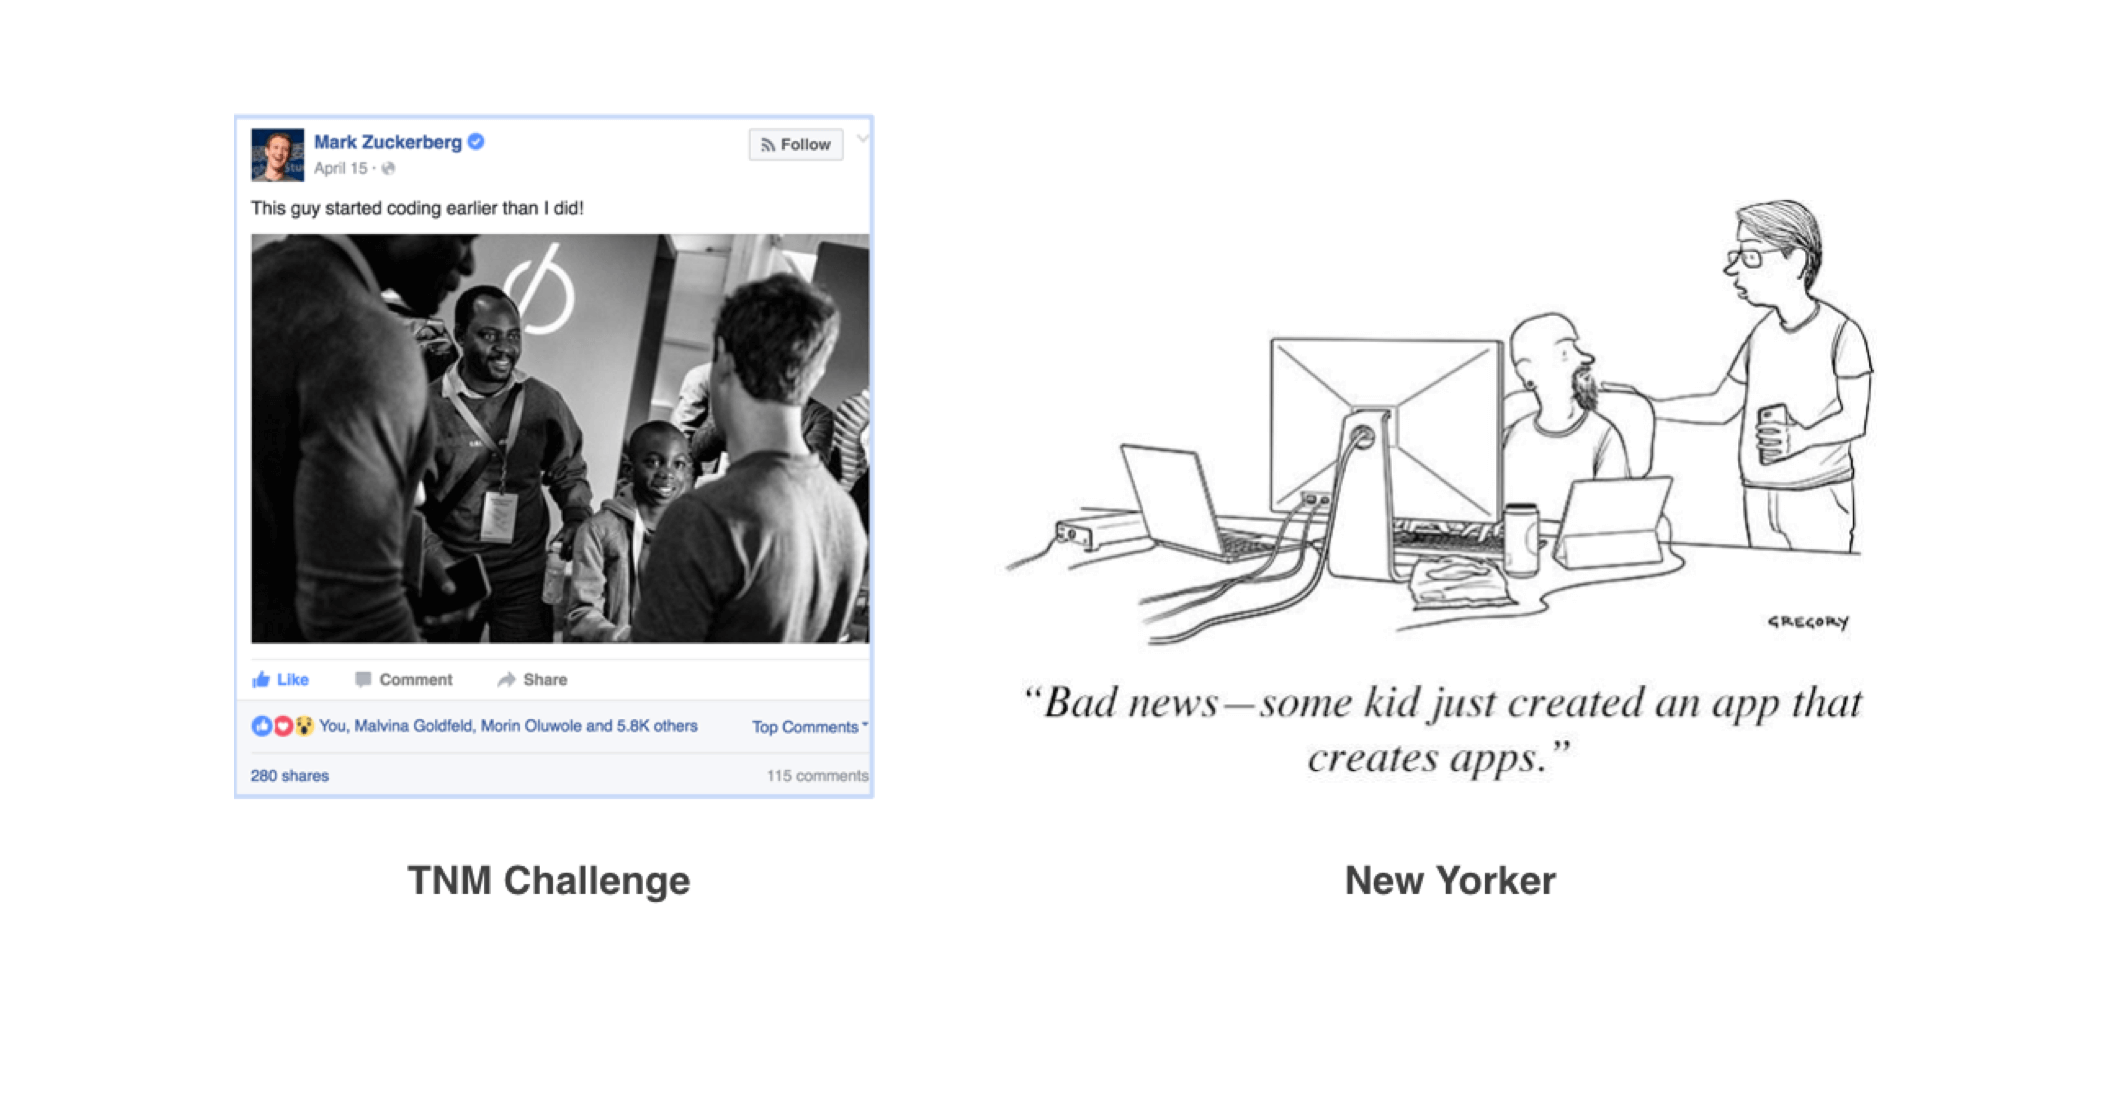 Mark Zuckerberg
Follow
April 15 ·
This guy started coding earlier than I did!
Like
Comment
Share
You, Malvina Goldfeld, Morin Oluwole and 5.8K others
Top Comments
280 shares
115 comments
TNM Challenge
GREGORY
“Bad news—some kid just created an app that
creates apps.”
New Yorker